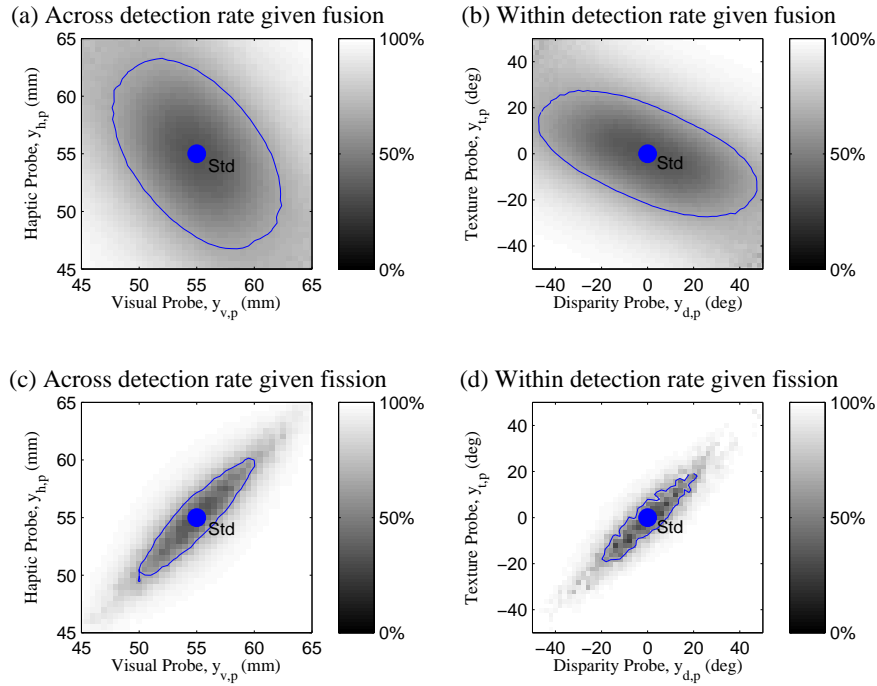 (a) Across detection rate given fusion
65
60
55
50
45
45 50 55 60 65
Haptic Probe, y_{h,p} (mm)
Visual Probe, y_{v,p} (mm)
Std
100%
50%
0%
(b) Within detection rate given fusion
40
20
0
−20
−40
−40 −20 0 20 40
Texture Probe, y_{t,p} (deg)
Disparity Probe, y_{d,p} (deg)
Std
100%
50%
0%
(c) Across detection rate given fission
65
60
55
50
45
45 50 55 60 65
Haptic Probe, y_{h,p} (mm)
Visual Probe, y_{v,p} (mm)
Std
100%
50%
0%
(d) Within detection rate given fission
40
20
0
−20
−40
−40 −20 0 20 40
Texture Probe, y_{t,p} (deg)
Disparity Probe, y_{d,p} (deg)
Std
100%
50%
0%